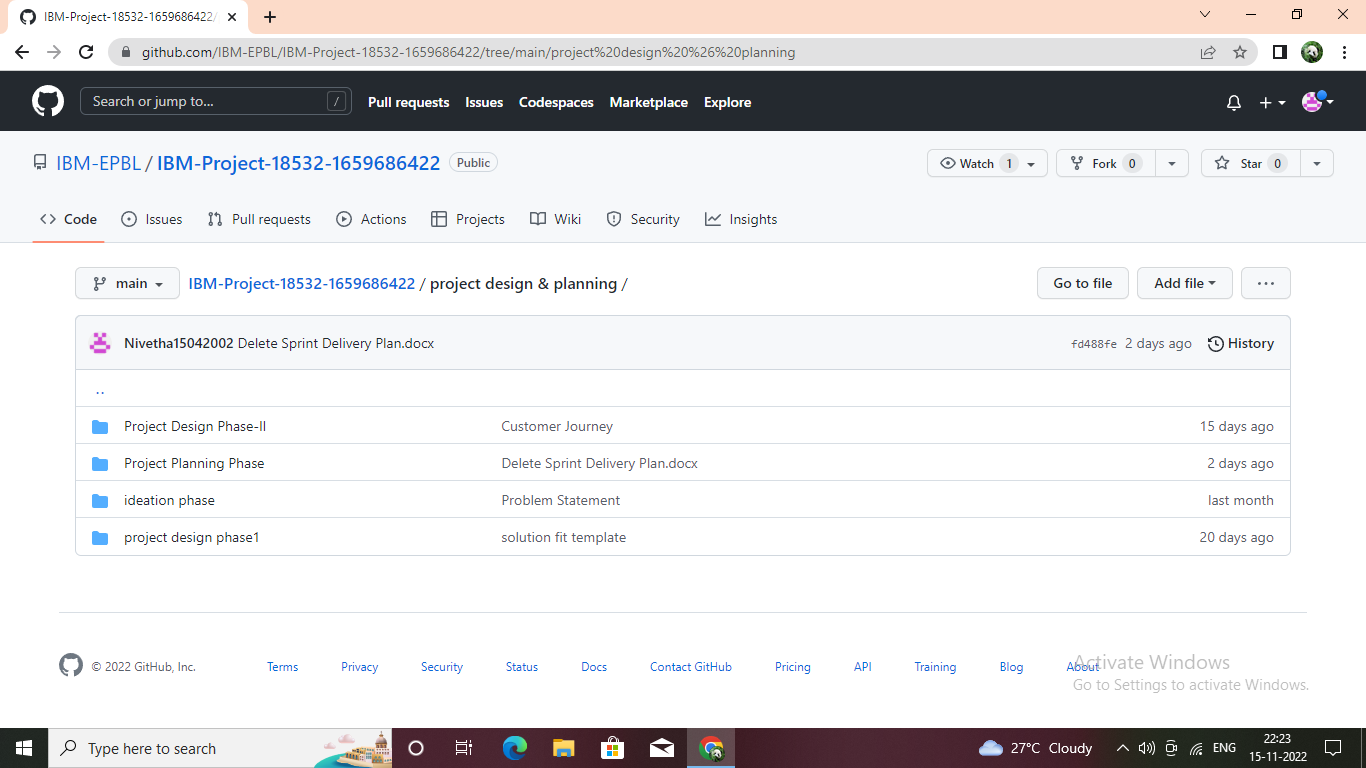 IBM-Project-18532-1659686422/
github.com/IBM-EPBL/IBM-Project-18532-1659686422/tree/main/project%20design%20%26%20planning
Search or jump to... / Pull requests Issues Codespaces Marketplace Explore
IBM-EPBL / IBM-Project-18532-1659686422 Public Watch 1 Fork 0 Star 0
Code Issues Pull requests Actions Projects Wiki Security Insights
main IBM-Project-18532-1659686422 / project design & planning / Go to file Add file ...
Nivetha15042002 Delete Sprint Delivery Plan.docx fd488fe 2 days ago History
..
Project Design Phase-II Customer Journey 15 days ago
Project Planning Phase Delete Sprint Delivery Plan.docx 2 days ago
ideation phase Problem Statement last month
project design phase1 solution fit template 20 days ago
© 2022 GitHub, Inc. Terms Privacy Security Status Docs Contact GitHub Pricing API Training Blog About
Activate Windows
Go to Settings to activate Windows.
Type here to search 27°C Cloudy ENG 22:23
15-11-2022